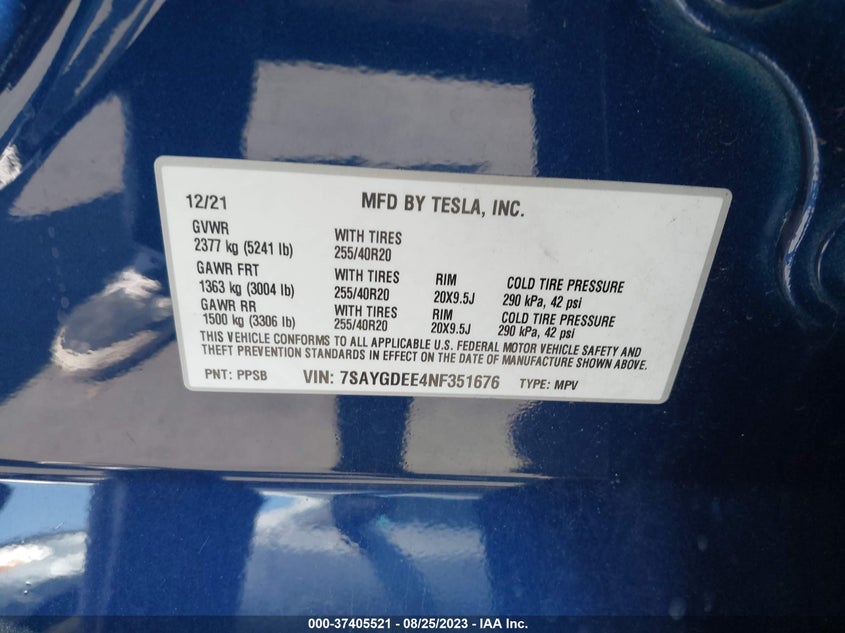 12/21 MFD BY TESLA, INC.
GVWR
2377 kg (5241 lb) WITH TIRES 255/40R20
GAWR FRT WITH TIRES RIM COLD TIRE PRESSURE
1363 kg (3004 lb) 255/40R20 20X9.5J 290 kPa, 42 psi
GAWR RR WITH TIRES RIM COLD TIRE PRESSURE
1500 kg (3306 lb) 255/40R20 20X9.5J 290 kPa, 42 psi
THIS VEHICLE CONFORMS TO ALL APPLICABLE U.S. FEDERAL MOTOR VEHICLE SAFETY AND
THEFT PREVENTION STANDARDS IN EFFECT ON THE DATE OF MANUFACTURE SHOWN ABOVE.
PNT: PPSB VIN: 7SAYGDEE4NF351676 TYPE: MPV
000-37405521 - 08/25/2023 - IAA Inc.